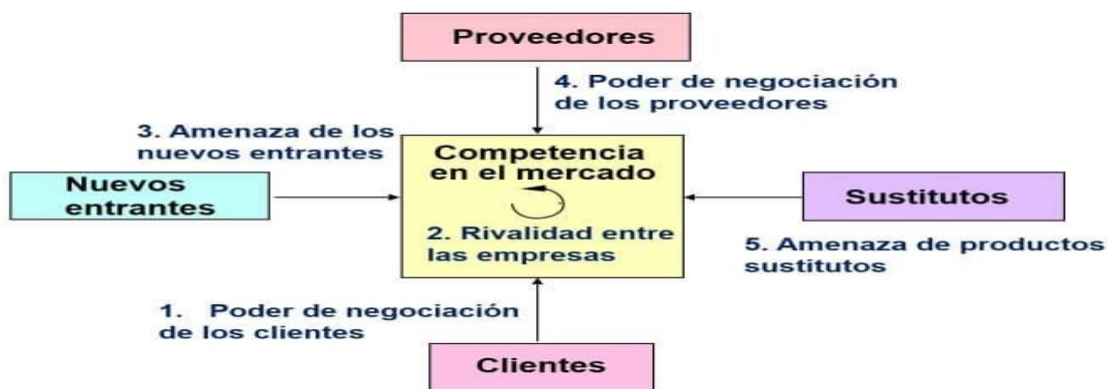 Proveedores
4. Poder de negociación
de los proveedores
3. Amenaza de los
nuevos entrantes
Competencia
en el mercado
Nuevos
entrantes
Sustitutos
2. Rivalidad entre
las empresas
5. Amenaza de productos
sustitutos
1. Poder de negociación
de los clientes
Clientes